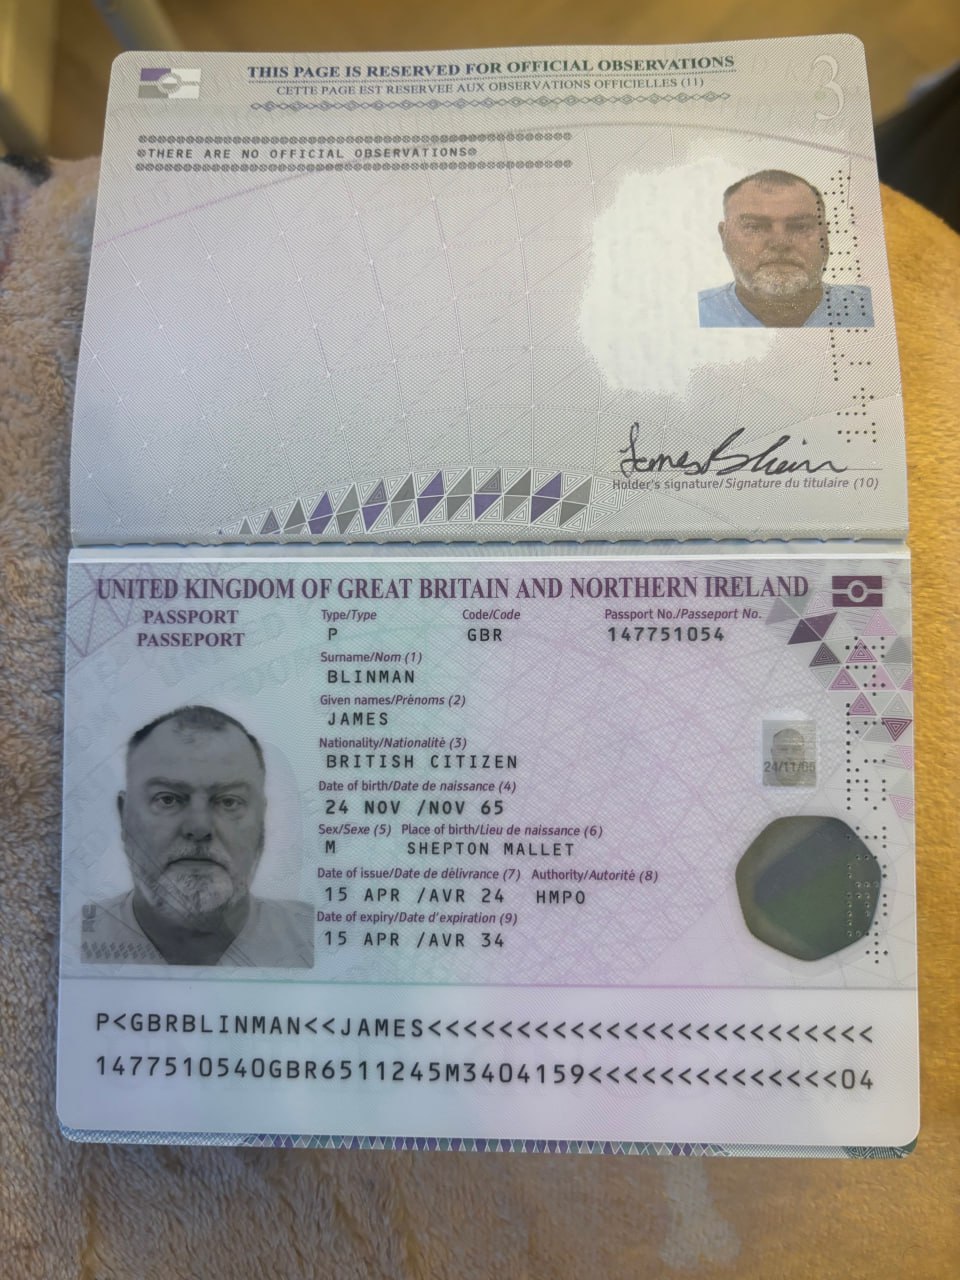 THIS PAGE IS RESERVED FOR OFFICIAL OBSERVATIONS
CETTE PAGE EST RESERVEE AUX OBSERVATIONS OFFICIELLES (11)
3
THERE ARE NO OFFICIAL OBSERVATIONS
James Blinman
Holder's signature/Signature du titulaire (10)
UNITED KINGDOM OF GREAT BRITAIN AND NORTHERN IRELAND
PASSPORT
PASSEPORT
Type/Type Code/Code Passport No./Passeport No.
P GBR 147751054
Surname/Nom (1)
BLINMAN
Given names/Prénoms (2)
JAMES
Nationality/Nationalité (3)
BRITISH CITIZEN
Date of birth/Date de naissance (4)
24 NOV /NOV 65
Sex/Sexe (5) Place of birth/Lieu de naissance (6)
M SHEPTON MALLET
Date of issue/Date de délivrance (7) Authority/Autorité (8)
15 APR /AVR 24 HMPO
Date of expiry/Date d'expiration (9)
15 APR /AVR 34
UK
P<GBRBLINMAN<<JAMES<<<<<<<<<<<<<<<<<<<<<<<<<
1477510540GBR6511245M3404159<<<<<<<<<<<<<<04